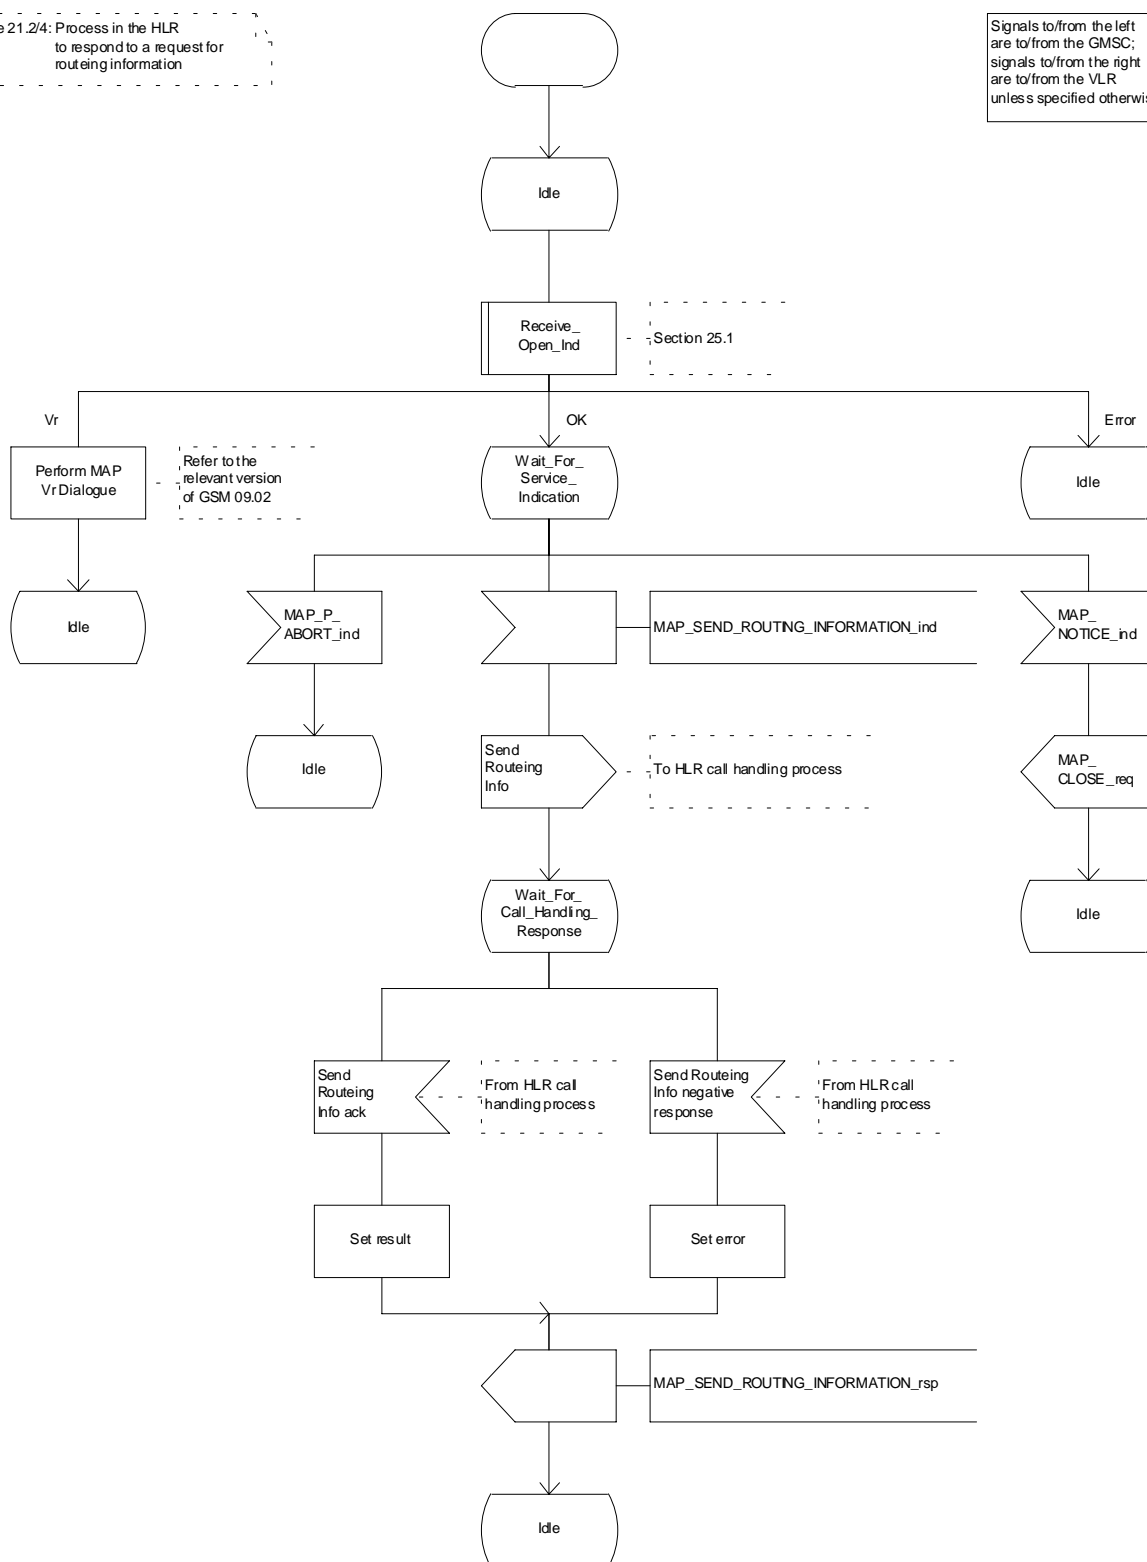 21.2/4: Process in the HLR
to respond to a request for
routeing information
Signals to/from the left
are to/from the GMSC;
signals to/from the right
are to/from the VLR
unless specified
Idle
Receive_
Open_Ind
Section 25.1
Vr
OK
Error
Perform MAP
Vr Dialogue
Refer to the
relevant version
of GSM 09.02
Wait_For_
Service_
Indication
Idle
Idle
MAP_P_
ABORT_ind
MAP_SEND_ROUTING_INFORMATION_ind
MAP_
NOTICE_ind
Idle
Send
Routeing
Info
To HLR call handling process
MAP_
CLOSE_req
Wait_For_
Call_Handling_
Response
Idle
Send
Routeing
Info ack
From HLR call
handling process
Send Routeing
Info negative
response
From HLR call
handling process
Set result
Set error
MAP_SEND_ROUTING_INFORMATION_rsp
Idle